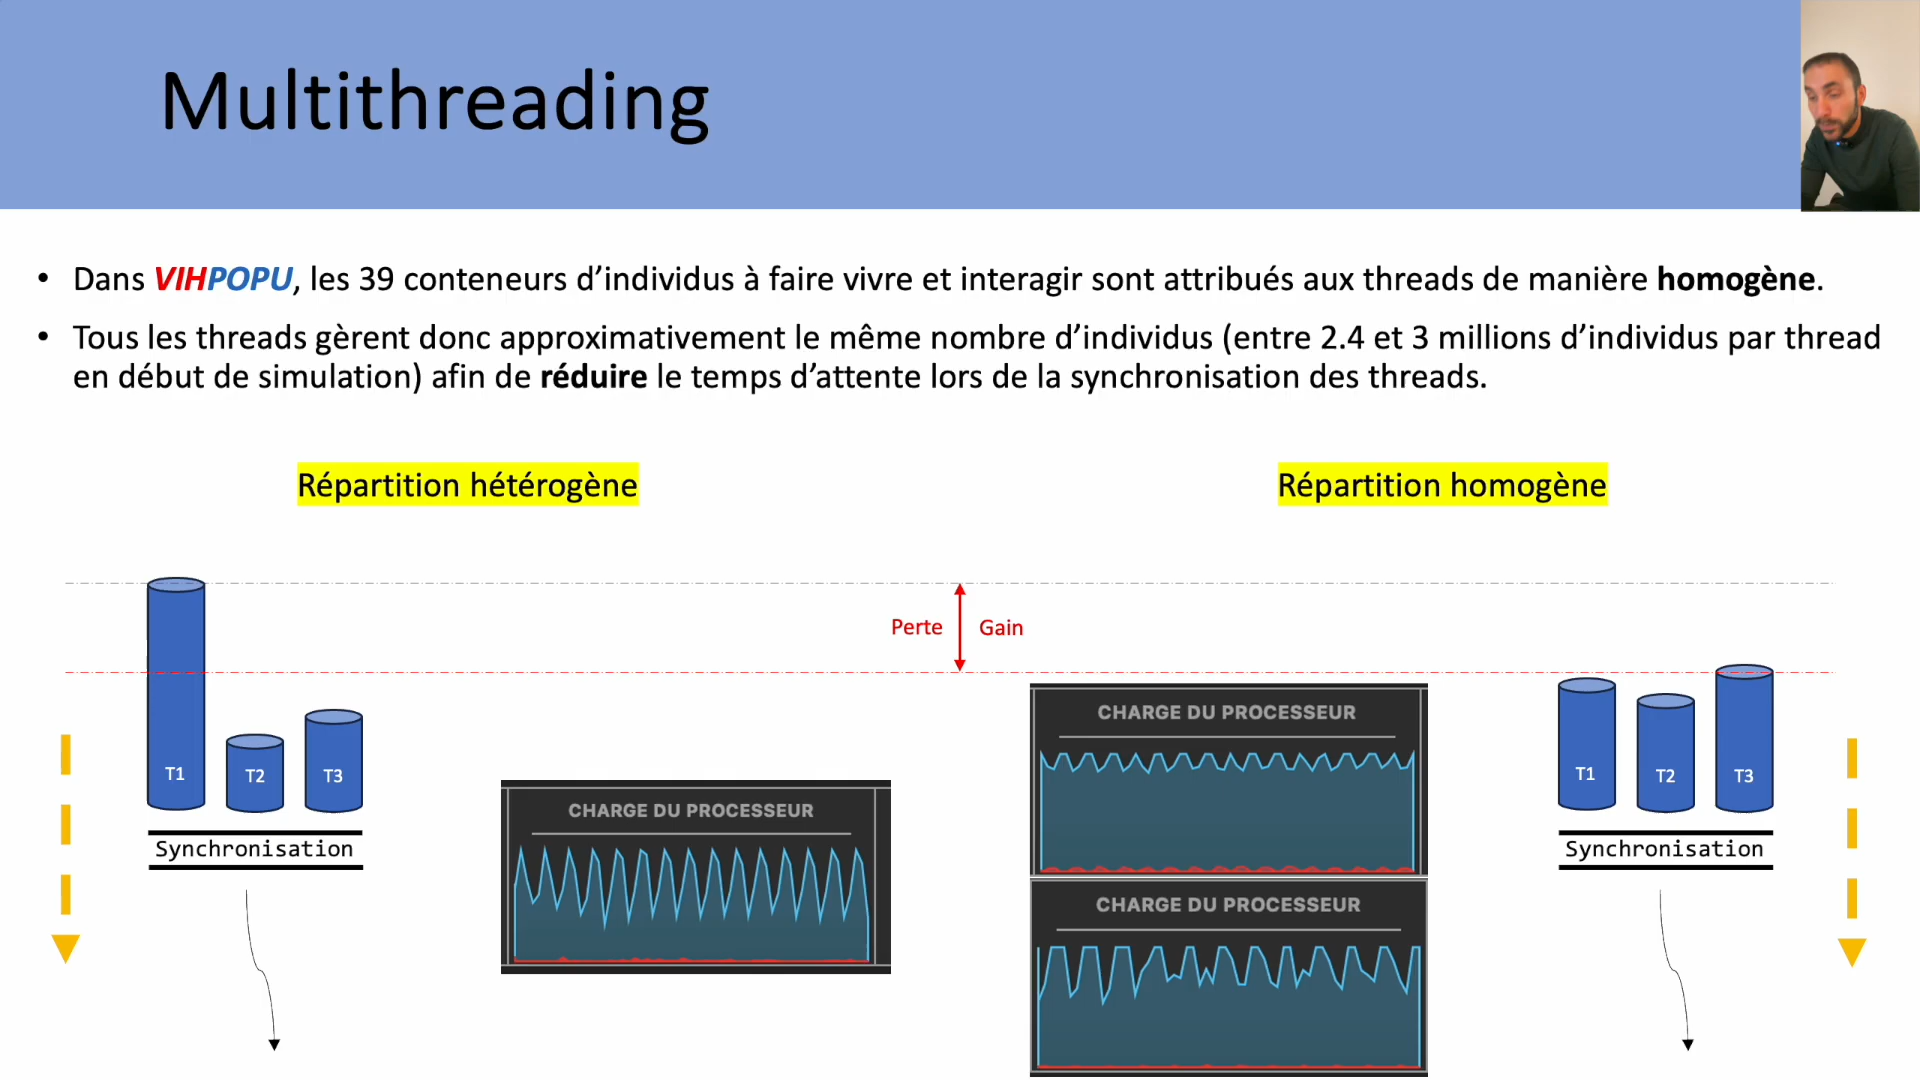 Multithreading
• Dans VIHPOPU, les 39 conteneurs d’individus à faire vivre et interagir sont attribués aux threads de manière homogène.
• Tous les threads gèrent donc approximativement le même nombre d’individus (entre 2.4 et 3 millions d’individus par thread
en début de simulation) afin de réduire le temps d’attente lors de la synchronisation des threads.
Répartition hétérogène
Répartition homogène
Perte
Gain
T1
T2
T3
Synchronisation
CHARGE DU PROCESSEUR
CHARGE DU PROCESSEUR
CHARGE DU PROCESSEUR
T1
T2
T3
Synchronisation